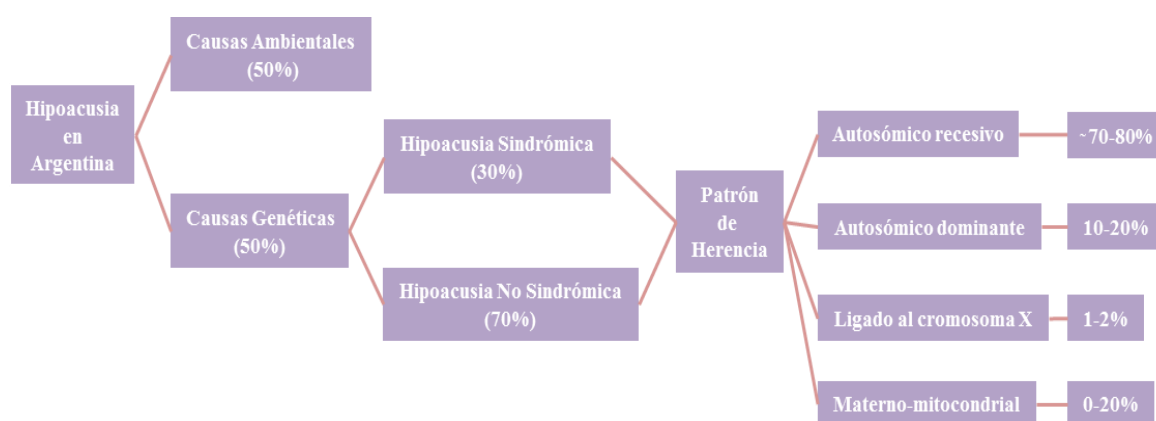 Hipoacusia
en
Argentina
Causas Ambientales
(50%)
Causas Genéticas
(50%)
Hipoacusia Sindrómica
(30%)
Hipoacusia No Sindrómica
(70%)
Patrón
de
Herencia
Autosómico recesivo
~70-80%
Autosómico dominante
10-20%
Ligado al cromosoma X
1-2%
Materno-mitocondrial
0-20%